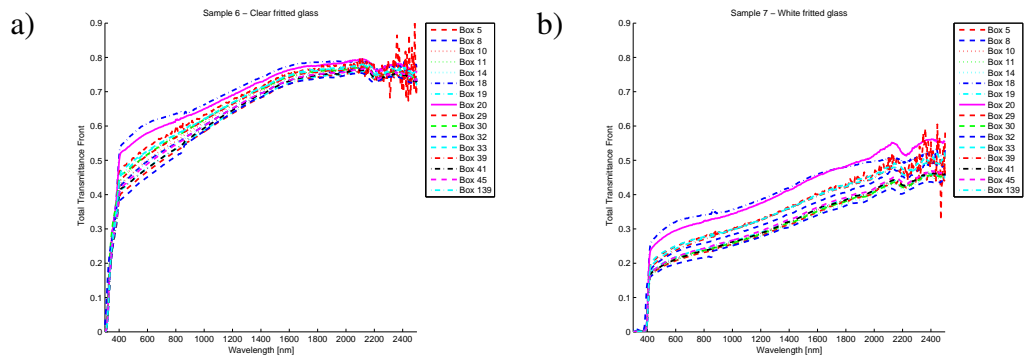 a)
Sample 6 – Clear fritted glass
Total Transmittance Front
0.9
0.8
0.7
0.6
0.5
0.4
0.3
0.2
0.1
0
400 600 800 1000 1200 1400 1600 1800 2000 2200 2400
Wavelength [nm]
Box 5
Box 8
Box 10
Box 11
Box 14
Box 18
Box 19
Box 20
Box 29
Box 30
Box 32
Box 33
Box 39
Box 41
Box 45
Box 139
b)
Sample 7 – White fritted glass
Total Transmittance Front
0.9
0.8
0.7
0.6
0.5
0.4
0.3
0.2
0.1
0
400 600 800 1000 1200 1400 1600 1800 2000 2200 2400
Wavelength [nm]
Box 5
Box 8
Box 10
Box 11
Box 14
Box 18
Box 19
Box 20
Box 29
Box 30
Box 32
Box 33
Box 39
Box 41
Box 45
Box 139